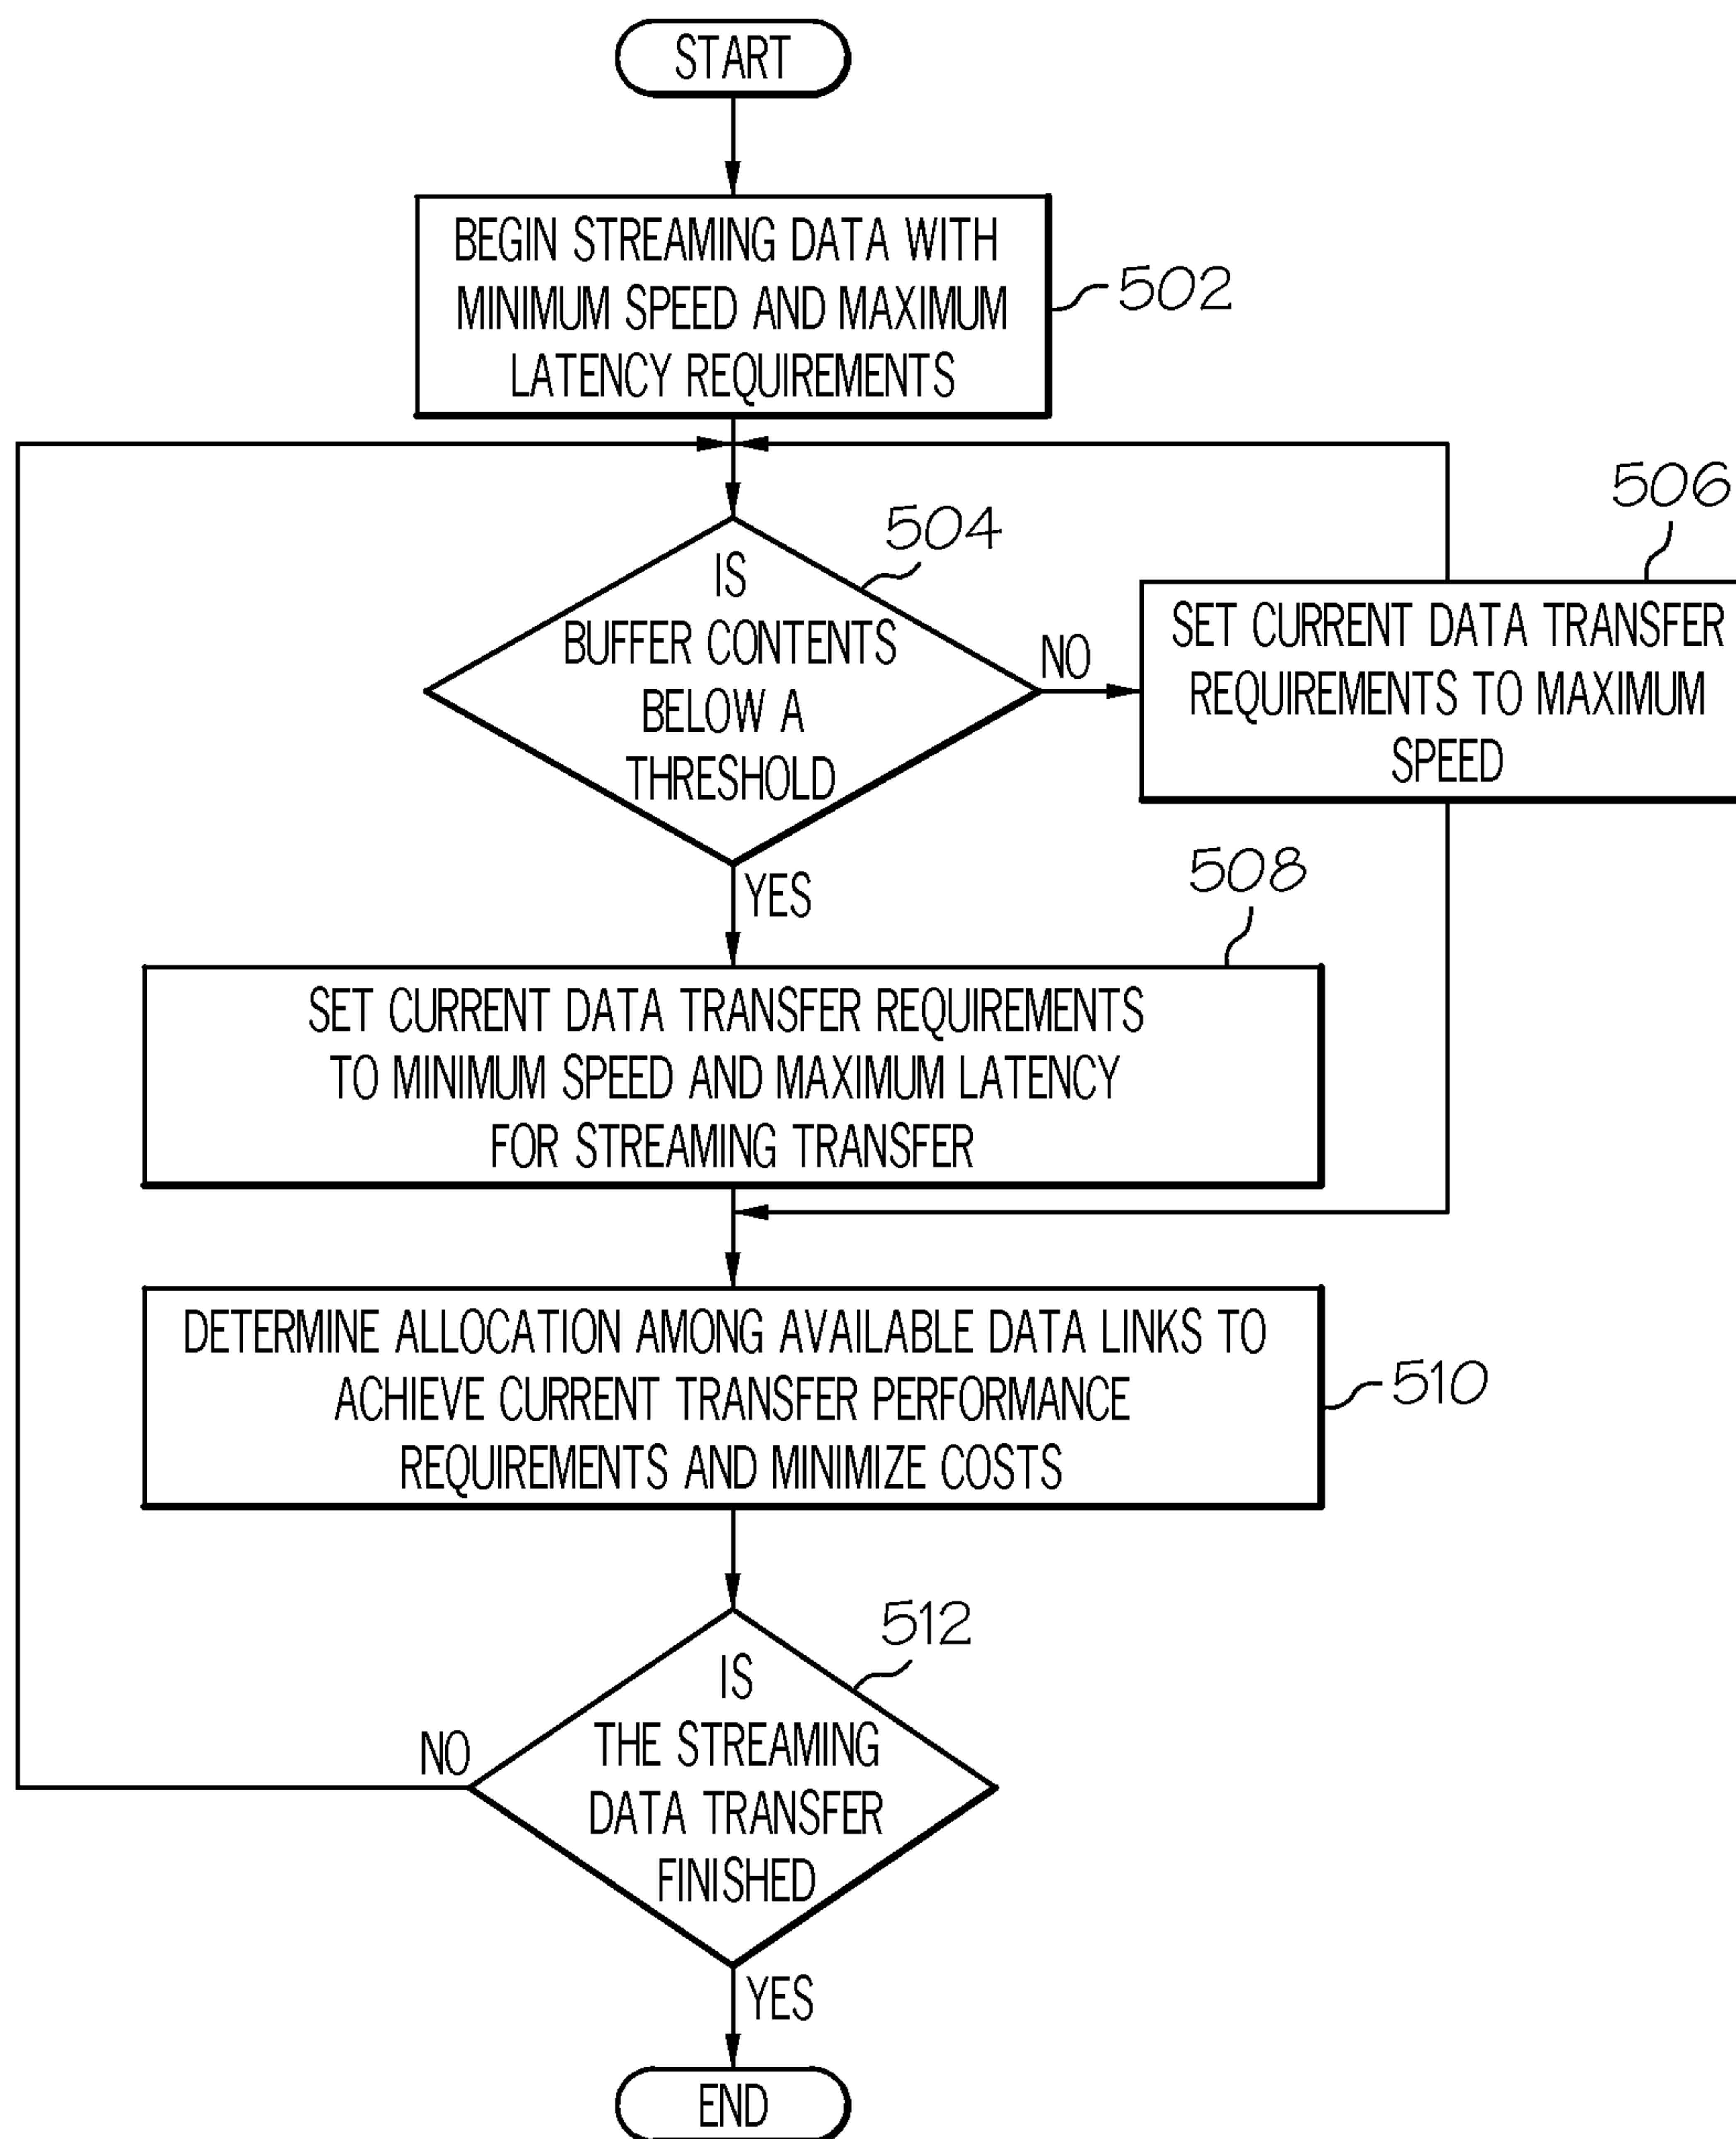 START
BEGIN STREAMING DATA WITH
MINIMUM SPEED AND MAXIMUM
LATENCY REQUIREMENTS
502
504
IS
BUFFER CONTENTS
BELOW A
THRESHOLD
NO
506
SET CURRENT DATA TRANSFER
REQUIREMENTS TO MAXIMUM
SPEED
YES
508
SET CURRENT DATA TRANSFER REQUIREMENTS
TO MINIMUM SPEED AND MAXIMUM LATENCY
FOR STREAMING TRANSFER
DETERMINE ALLOCATION AMONG AVAILABLE DATA LINKS TO
ACHIEVE CURRENT TRANSFER PERFORMANCE
REQUIREMENTS AND MINIMIZE COSTS
510
512
IS
THE STREAMING
DATA TRANSFER
FINISHED
NO
YES
END